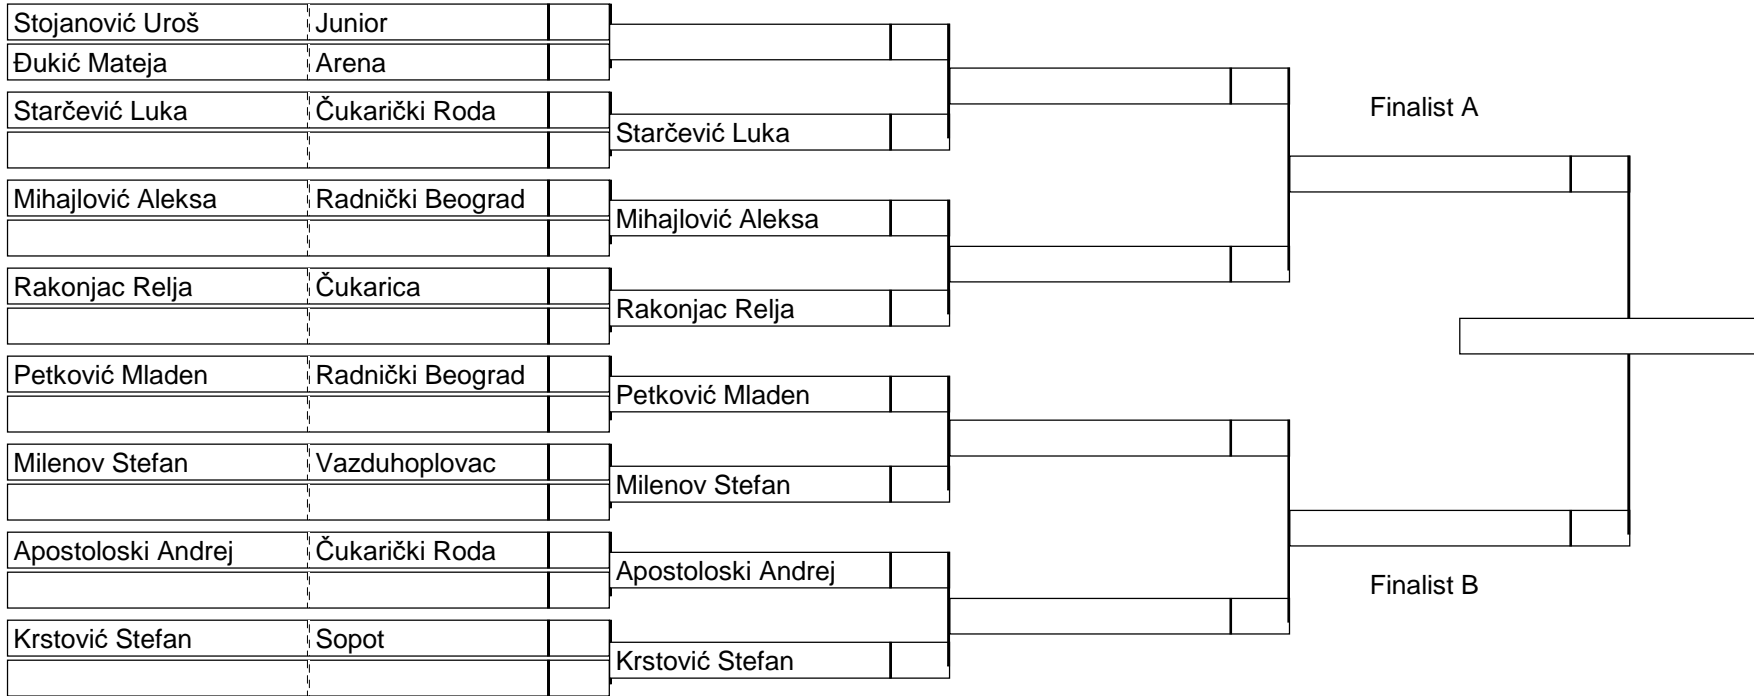 Stojanović Uroš Junior
Đukić Mateja Arena
Starčević Luka Čukarički Roda
Starčević Luka
Mihajlović Aleksa Radnički Beograd
Mihajlović Aleksa
Rakonjac Relja Čukarica
Rakonjac Relja
Petković Mladen Radnički Beograd
Petković Mladen
Milenov Stefan Vazduhoplovac
Milenov Stefan
Apostoloski Andrej Čukarički Roda
Apostoloski Andrej
Krstović Stefan Sopot
Krstović Stefan
Finalist A
Finalist B